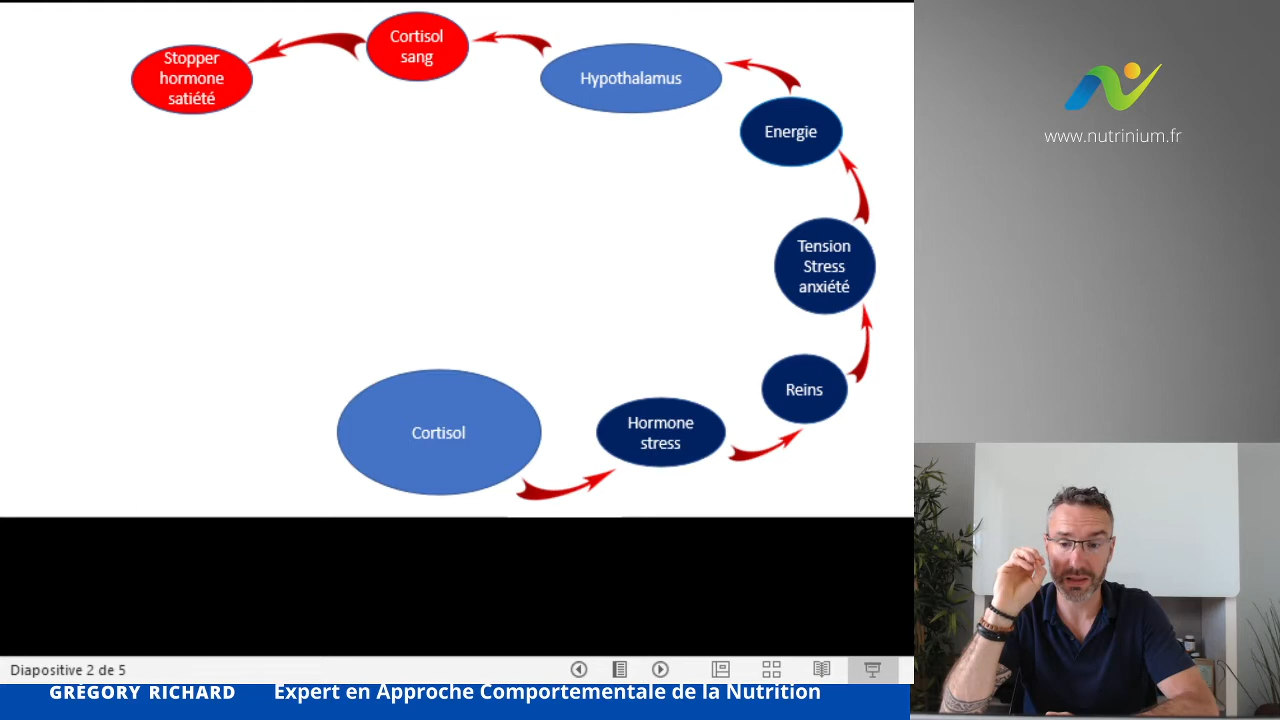 Cortisol
sang
Stopper
hormone
satiété
Hypothalamus
Energie
www.nutrinium.fr
Tension
Stress
anxiété
Reins
Hormone
stress
Cortisol
Diapositive 2 de 5
GRÉGORY RICHARD Expert en Approche Comportementale de la Nutrition